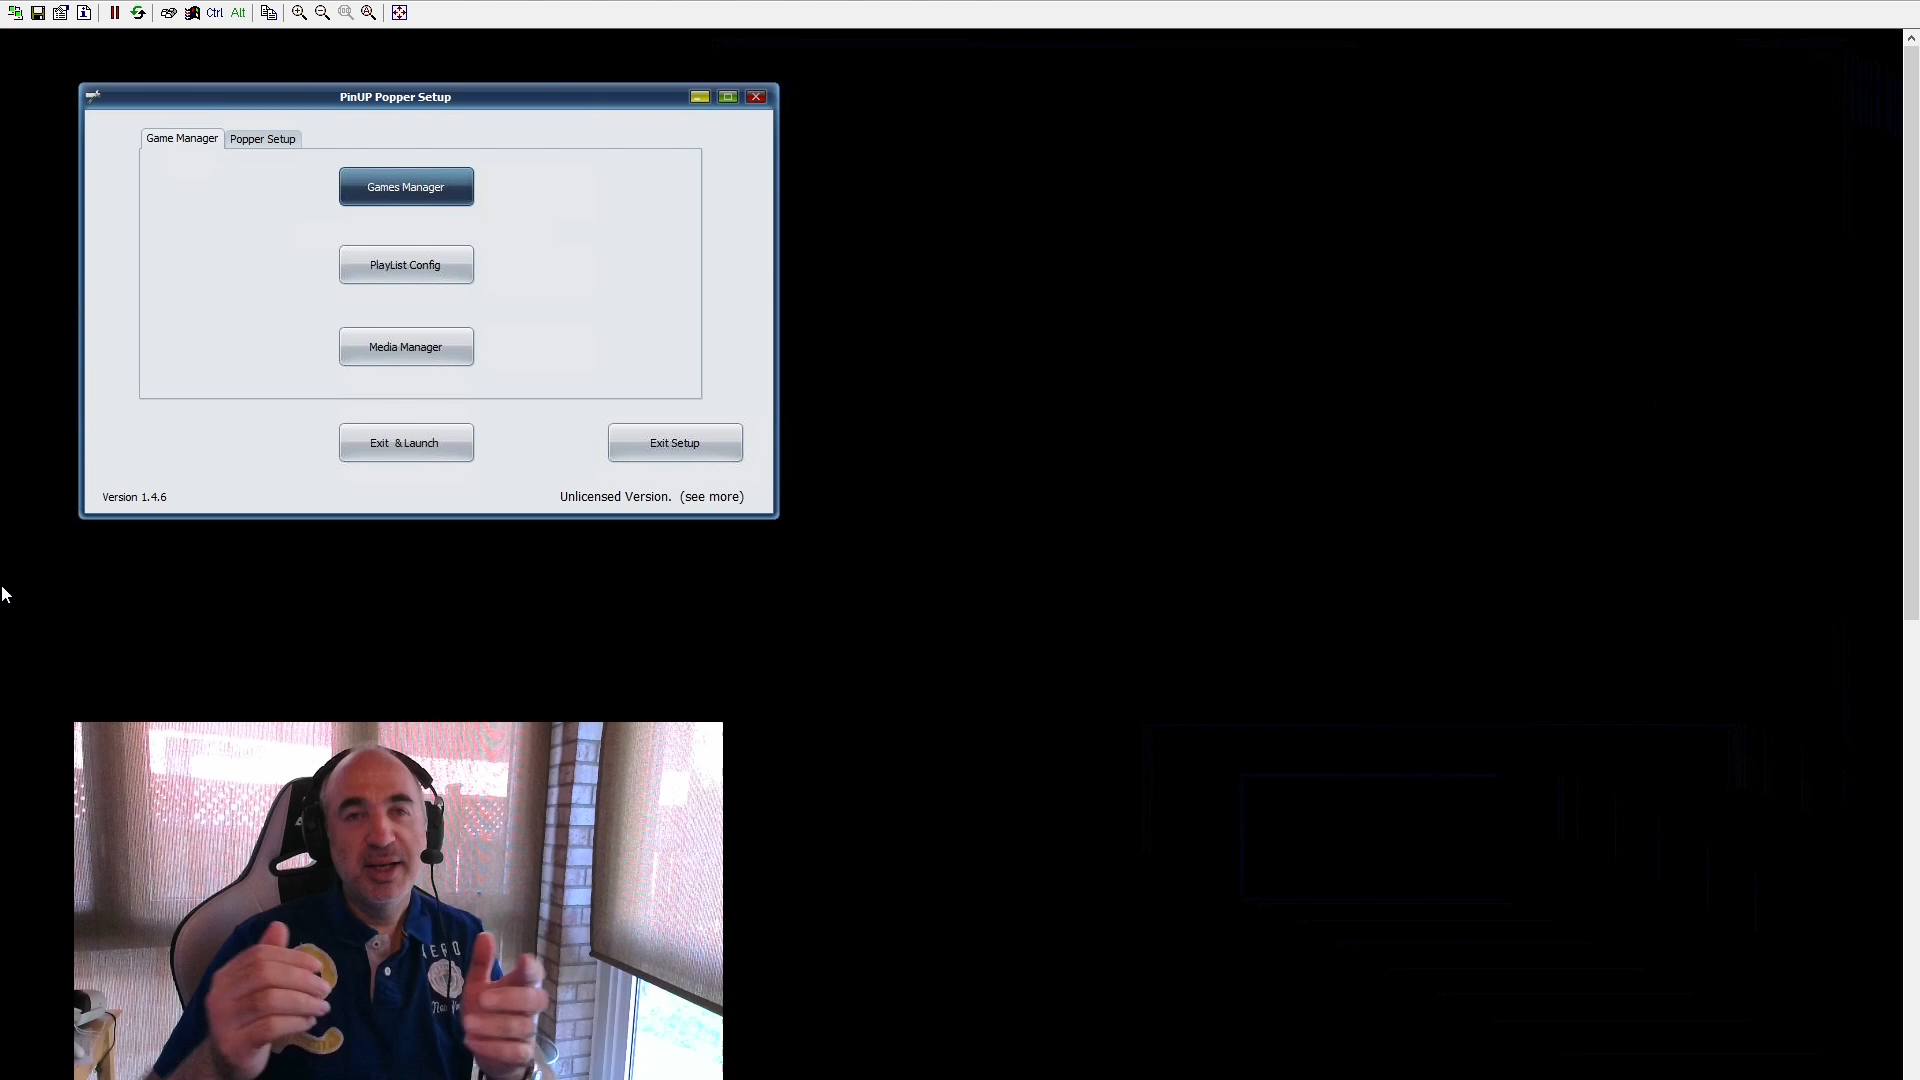 Ctrl Alt
PinUP Popper Setup
Game Manager Popper Setup
Games Manager
PlayList Config
Media Manager
Exit & Launch Exit Setup
Version 1.4.6 Unlicensed Version. (see more)